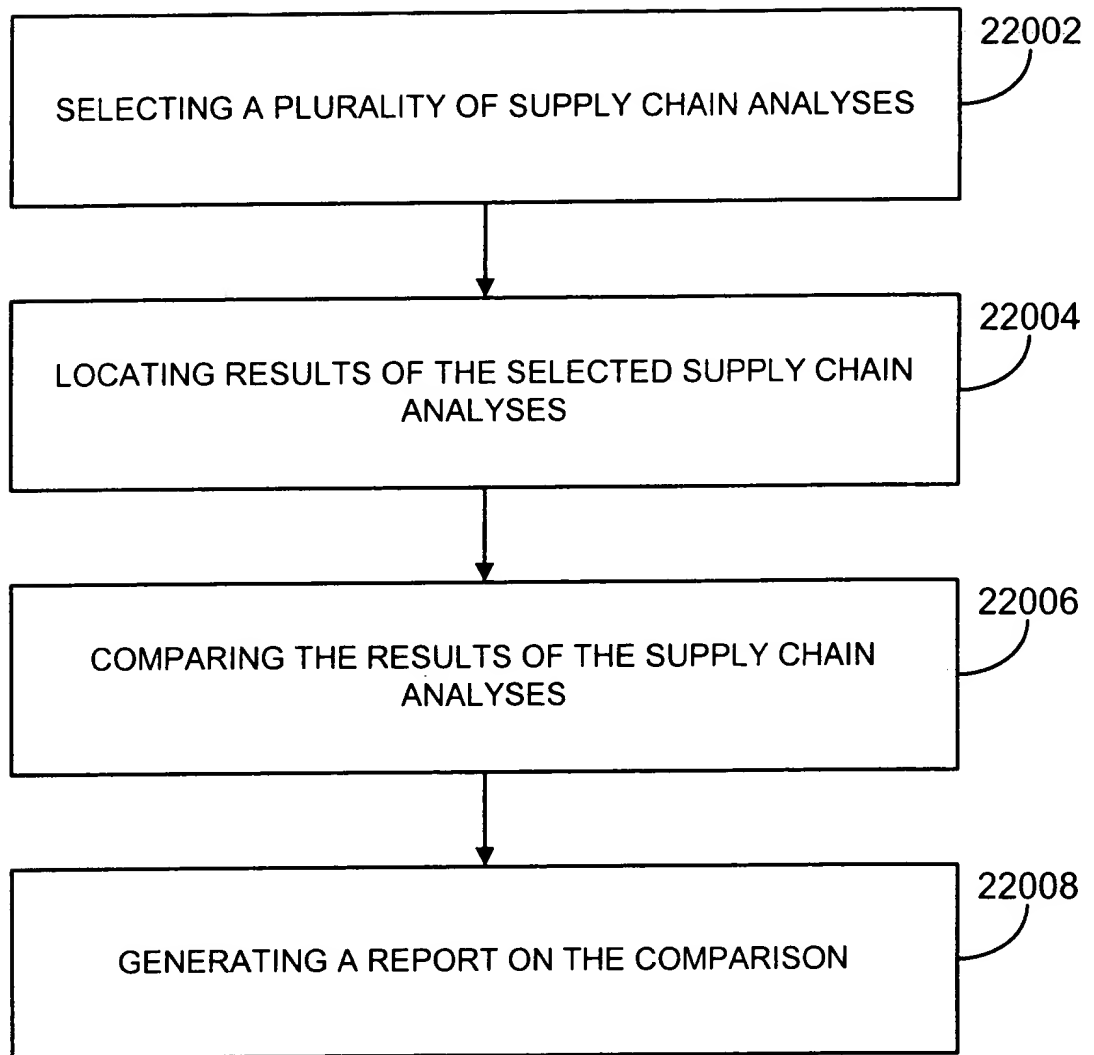 22002
SELECTING A PLURALITY OF SUPPLY CHAIN ANALYSES
22004
LOCATING RESULTS OF THE SELECTED SUPPLY CHAIN
ANALYSES
22006
COMPARING THE RESULTS OF THE SUPPLY CHAIN
ANALYSES
22008
GENERATING A REPORT ON THE COMPARISON